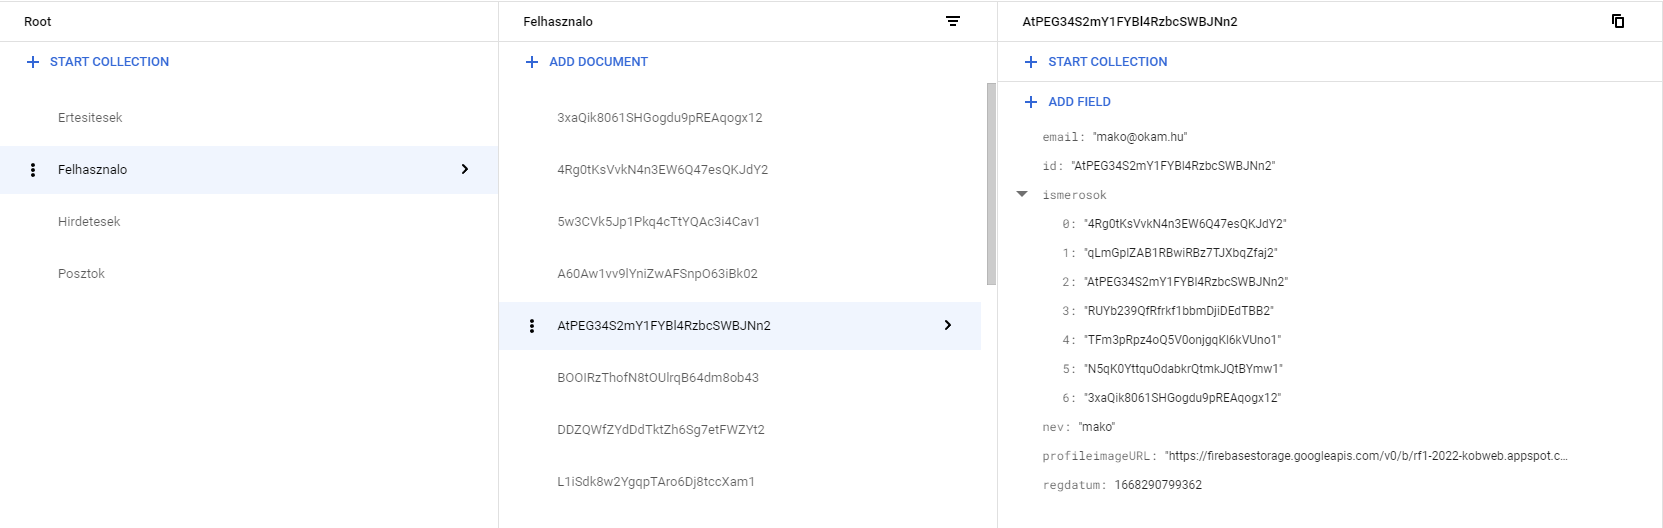 Root
START COLLECTION
Ertesitesek
Felhasznalo
Hirdetesek
Posztok
Felhasznalo
ADD DOCUMENT
3xaQik8061SHGogdu9pREAqogx12
4Rg0tKsVvkN4n3EW6Q47esQKJdY2
5w3CVk5Jp1Pkq4cTtYQAc3i4Cav1
A60Aw1vv9lYniZwAFSnpO63iBk02
AtPEG34S2mY1FYBl4RzbcSWBJNn2
BOOIRzThofN8tOUlrqB64dm8ob43
DDZQWfZYdDdTktZh6Sg7etFWZYt2
L1iSdk8w2YgqpTAro6Dj8tccXam1
AtPEG34S2mY1FYBl4RzbcSWBJNn2
START COLLECTION
ADD FIELD
email: "mako@okam.hu"
id: "AtPEG34S2mY1FYBl4RzbcSWBJNn2"
ismerosok
0: "4Rg0tKsVvkN4n3EW6Q47esQKJdY2"
1: "qLmGpIZAB1RBwiRBz7TJXbqZfaj2"
2: "AtPEG34S2mY1FYBl4RzbcSWBJNn2"
3: "RUYb239QfRfrkf1bbmDjiDEdTBB2"
4: "TFm3pRpz4oQ5V0onjgqKl6kVUno1"
5: "N5qK0YttquOdabkrQtmkJQtBYmw1"
6: "3xaQik8061SHGogdu9pREAqogx12"
nev: "mako"
profileimageURL: "https://firebasestorage.googleapis.com/v0/b/rf1-2022-kobweb.appspot.c…
regdatum: 1668290799362